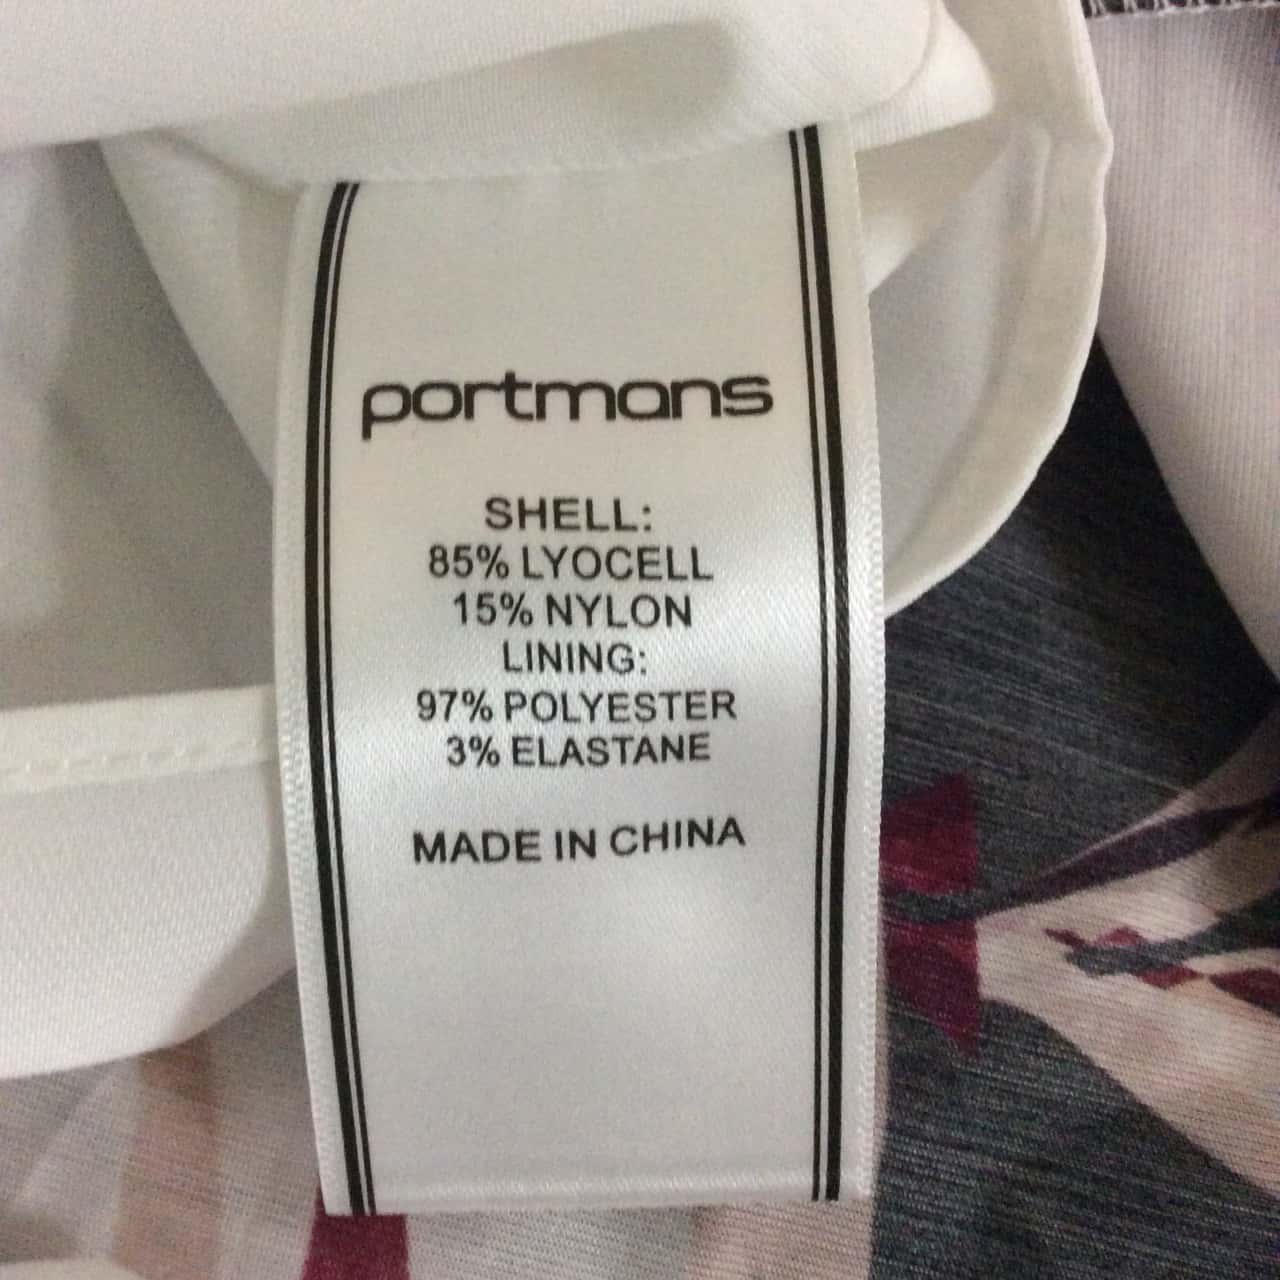 portmans
SHELL:
85% LYOCELL
15% NYLON
LINING:
97% POLYESTER
3% ELASTANE
MADE IN CHINA